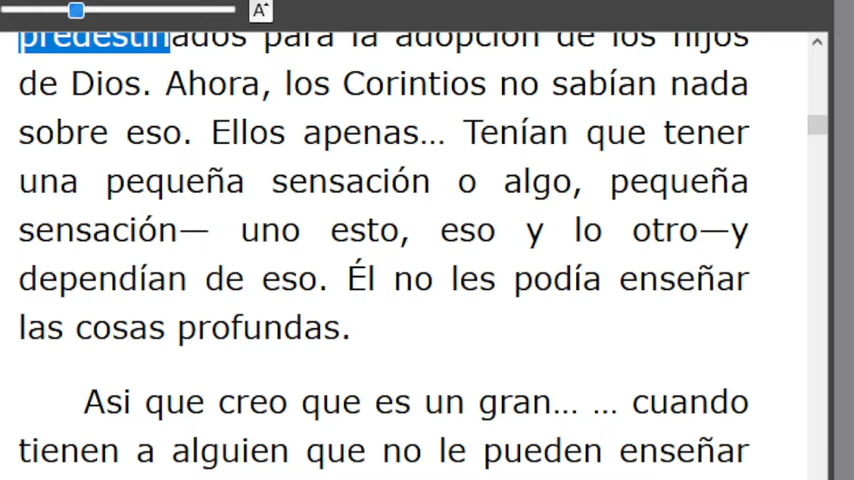 A^
predestinados para la adopción de los hijos
de Dios. Ahora, los Corintios no sabían nada
sobre eso. Ellos apenas… Tenían que tener
una pequeña sensación o algo, pequeña
sensación— uno esto, eso y lo otro—y
dependían de eso. Él no les podía enseñar
las cosas profundas.
Asi que creo que es un gran… … cuando
tienen a alguien que no le pueden enseñar